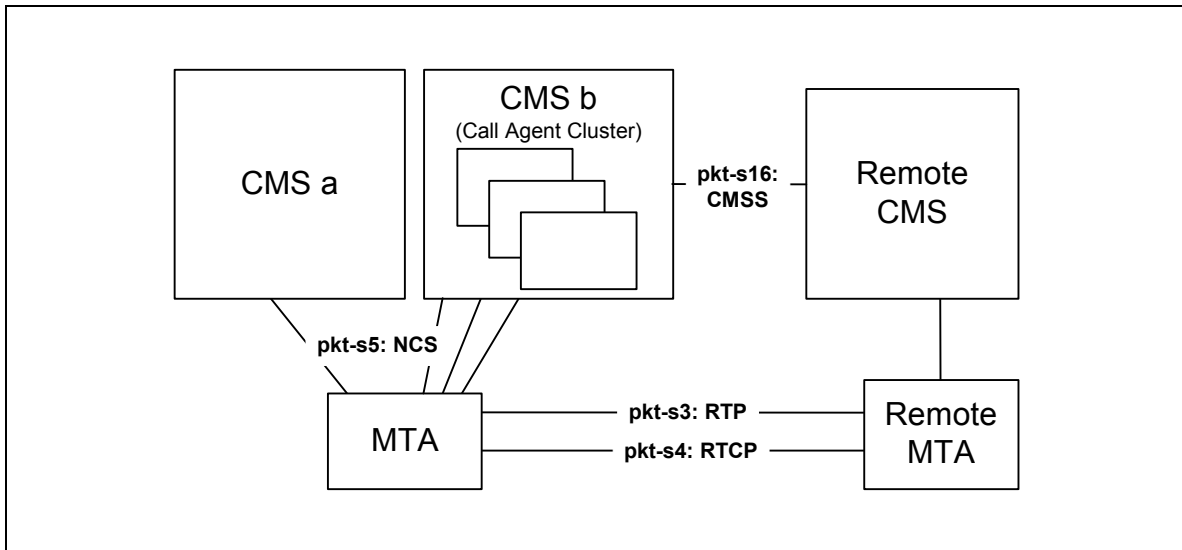 CMS a
CMS b
(Call Agent Cluster)
pkt-s16:
CMSS
Remote
CMS
pkt-s5: NCS
MTA
pkt-s3: RTP
pkt-s4: RTCP
Remote
MTA